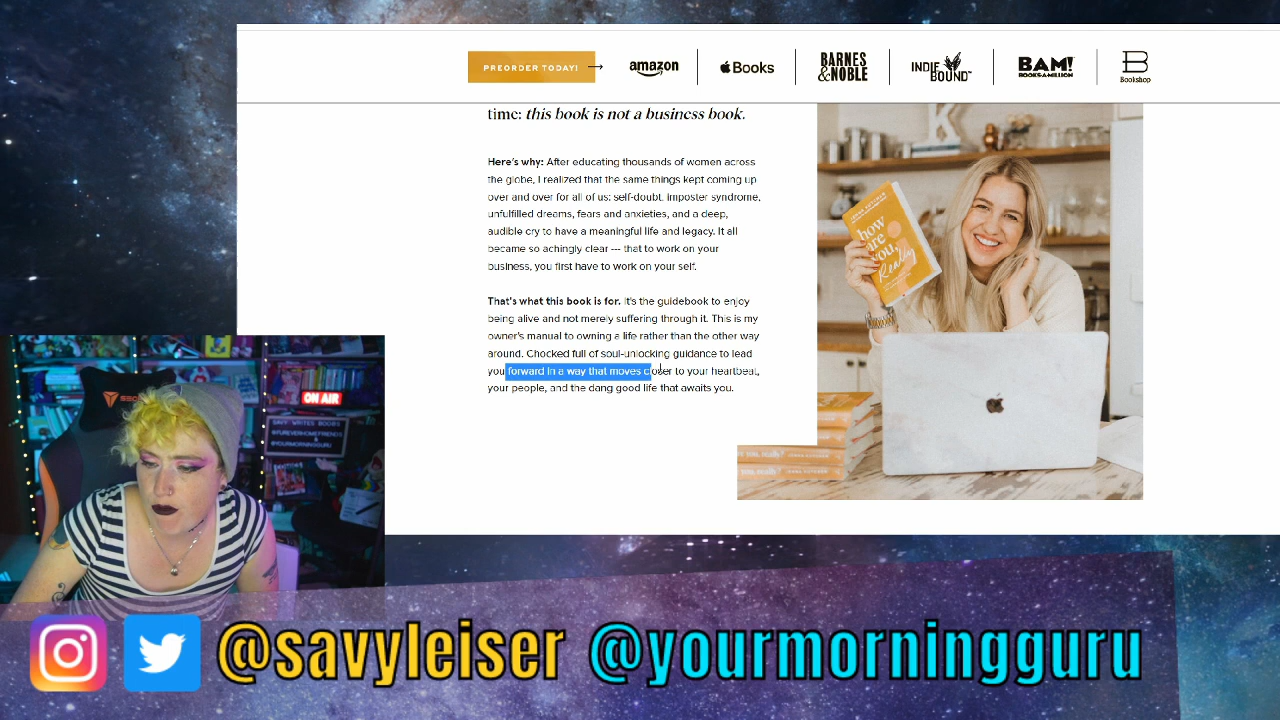 PREORDER TODAY!
amazon
Books
BARNES
&NOBLE
INDIE
BOUND™
BAM!
BOOKS-A-MILLION
B
Bookshop
time: this book is not a business book.
Here's why: After educating thousands of women across
the globe, I realized that the same things kept coming up
over and over for all of us: self-doubt, imposter syndrome,
unfulfilled dreams, fears and anxieties, and a deep,
audible cry to have a meaningful life and legacy. It all
became so achingly clear --- that to work on your
business, you first have to work on your self.
That's what this book is for. It's the guidebook to enjoy
being alive and not merely suffering through it. This is my
owner's manual to owning a life rather than the other way
around. Chocked full of soul-unlocking guidance to lead
you forward in a way that moves closer to your heartbeat,
your people, and the dang good life that awaits you.
K
how
are
you,
Really
ON AIR
SAVY WRITES BOOKS
@FUREVERHOMEFRIENDS
&
@YOURMORNINGGURU
@savyleiser @yourmorningguru